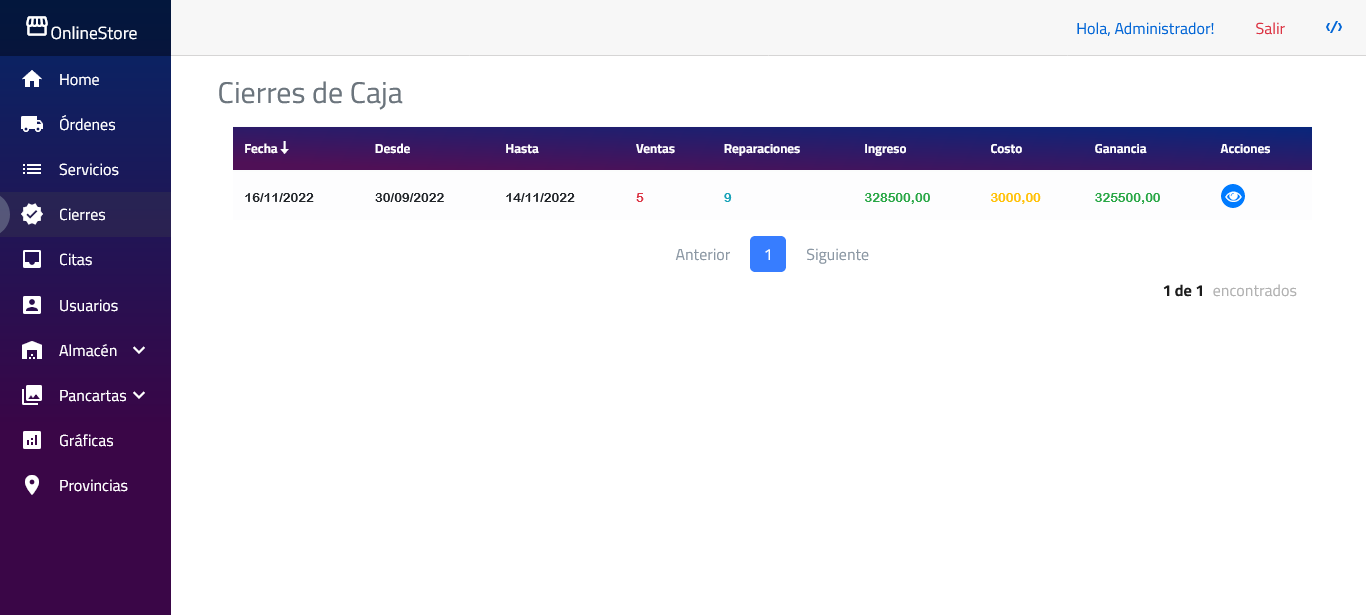 OnlineStore
Hola, Administrador! Salir
Home
Órdenes
Servicios
Cierres
Citas
Usuarios
Almacén
Pancartas
Gráficas
Provincias
Cierres de Caja
Fecha Desde Hasta Ventas Reparaciones Ingreso Costo Ganancia Acciones
16/11/2022 30/09/2022 14/11/2022 5 9 328500,00 3000,00 325500,00
Anterior 1 Siguiente
1 de 1 encontrados